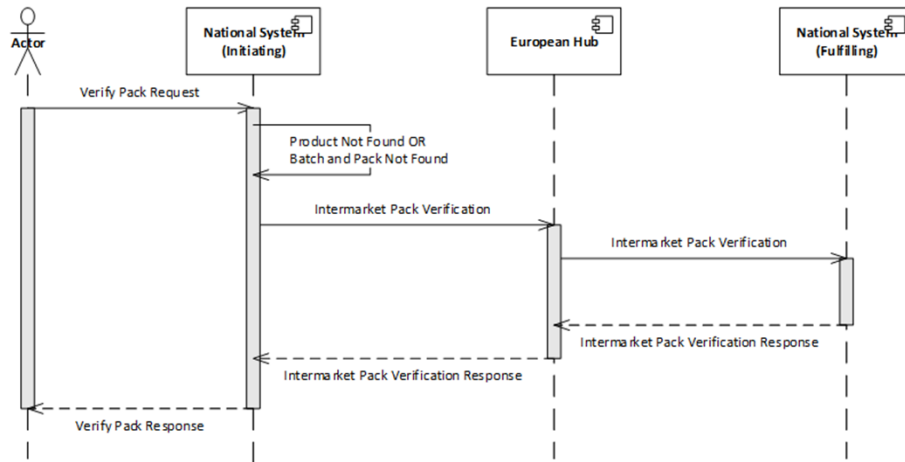 Actor
National System
(Initiating)
European Hub
National System
(Fulfilling)
Verify Pack Request
Product Not Found OR
Batch and Pack Not Found
Intermarket Pack Verification
Intermarket Pack Verification
Intermarket Pack Verification Response
Intermarket Pack Verification Response
Verify Pack Response